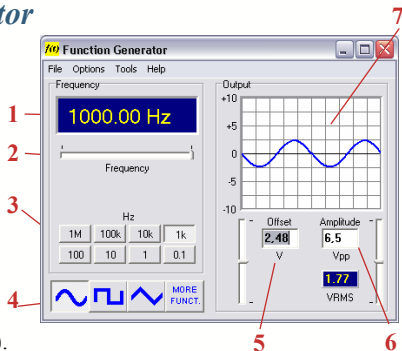 tor
7
f(t) Function Generator
File Options Tools Help
Frequency
Output
1
1000.00 Hz
+10
+5
0
-5
-10
2
Frequency
3
Hz
1M 100k 10k 1k
100 10 1 0.1
Offset Amplitude
2,48 6,5
V Vpp
1.77
VRMS
4
MORE
FUNCT.
5 6
).